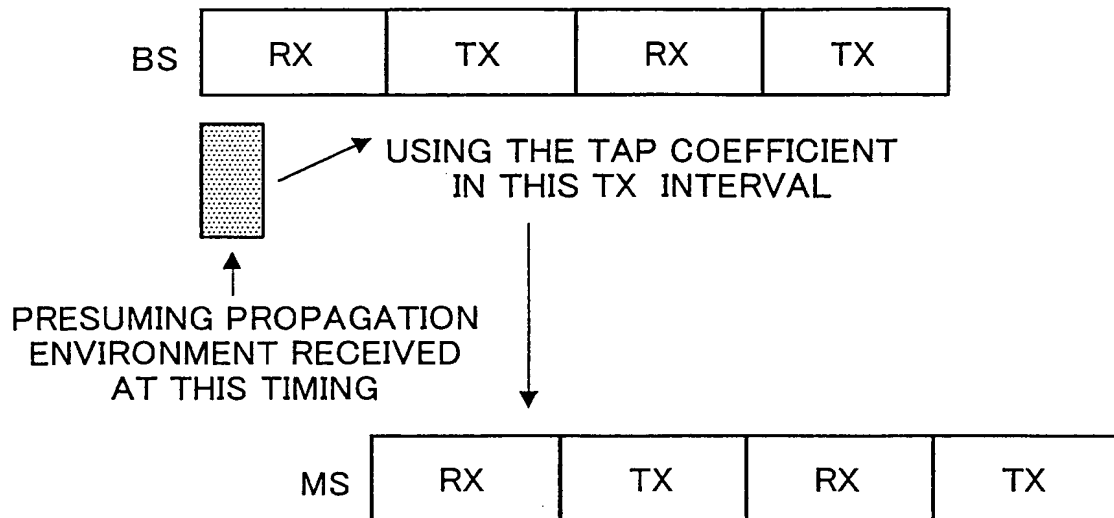 BS RX TX RX TX
USING THE TAP COEFFICIENT
IN THIS TX INTERVAL
PRESUMING PROPAGATION
ENVIRONMENT RECEIVED
AT THIS TIMING
MS RX TX RX TX